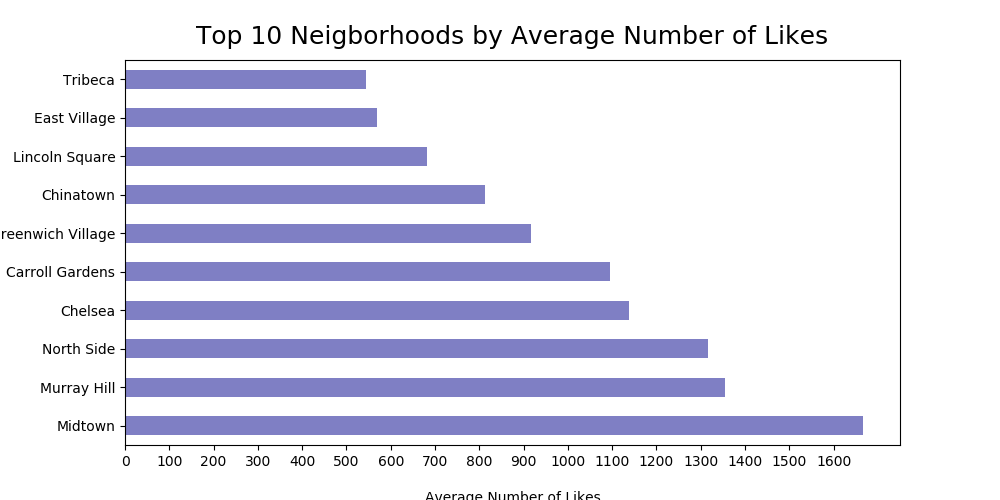 Top 10 Neigborhoods by Average Number of Likes
Tribeca
East Village
Lincoln Square
Chinatown
reenwich Village
Carroll Gardens
Chelsea
North Side
Murray Hill
Midtown
0 100 200 300 400 500 600 700 800 900 1000 1100 1200 1300 1400 1500 1600
Average Number of Likes